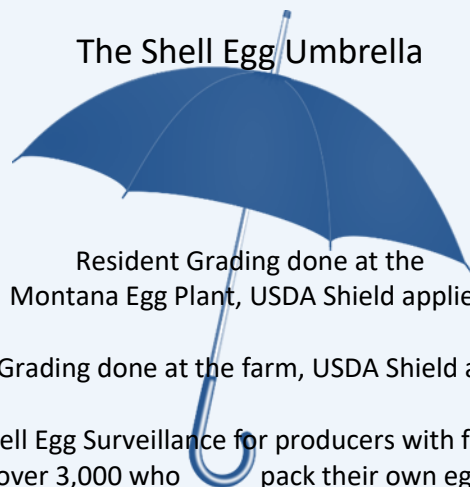 The Shell Egg Umbrella
Resident Grading done at the
Montana Egg Plant, USDA Shield applie
Grading done at the farm, USDA Shield a
ell Egg Surveillance for producers with f
over 3,000 who pack their own eg